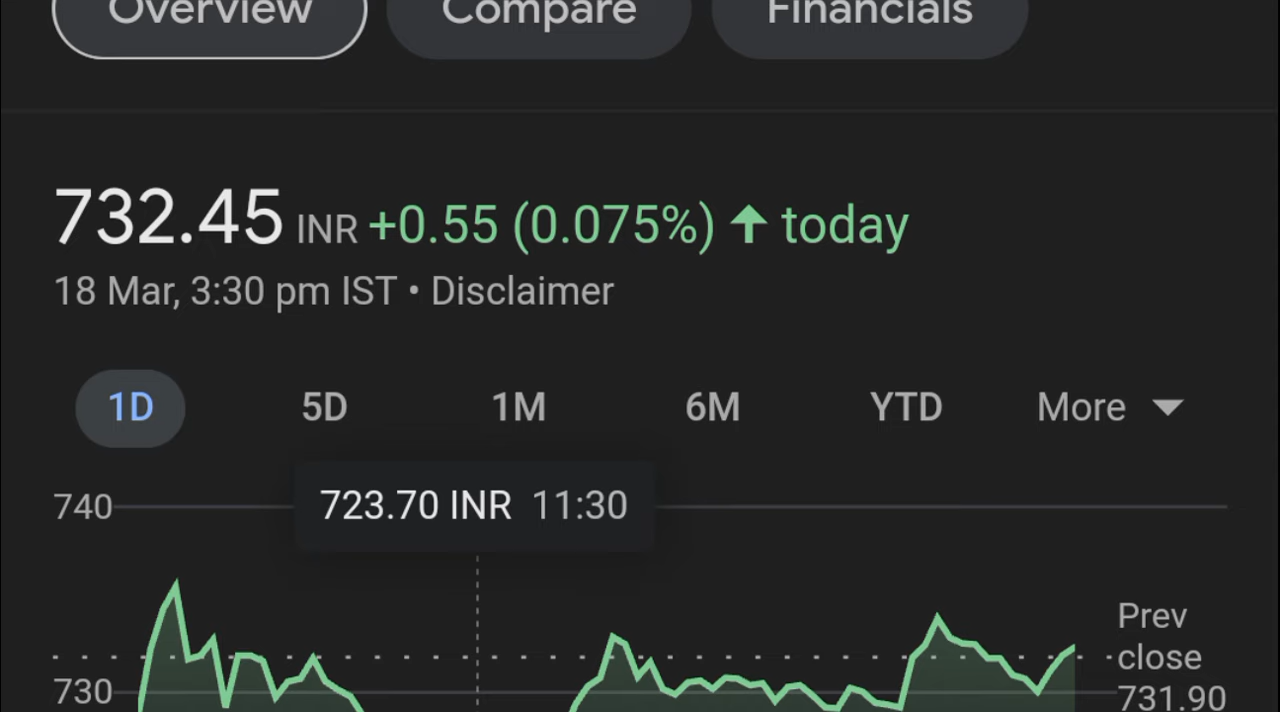 Overview Compare Financials
732.45 INR +0.55 (0.075%) ↑ today
18 Mar, 3:30 pm IST • Disclaimer
1D 5D 1M 6M YTD More
740
723.70 INR 11:30
Prev
close
731.90
730